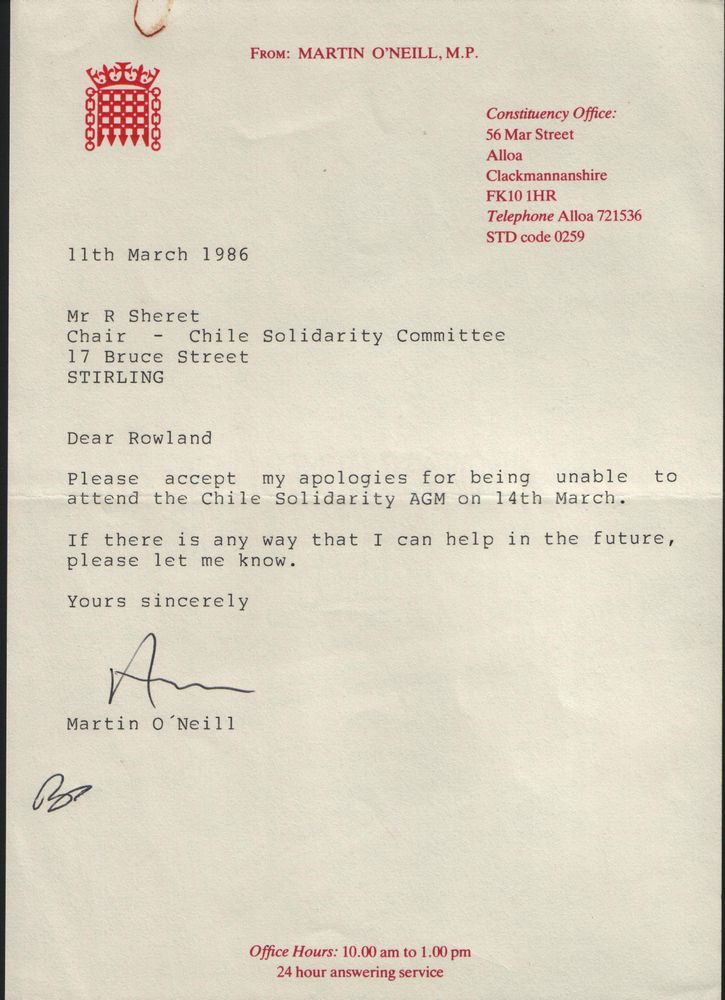 FROM: MARTIN O'NEILL, M.P.
Constituency Office:
56 Mar Street
Alloa
Clackmannanshire
FK10 1HR
Telephone Alloa 721536
STD code 0259
11th March 1986
Mr R Sheret
Chair - Chile Solidarity Committee
17 Bruce Street
STIRLING
Dear Rowland
Please accept my apologies for being unable to
attend the Chile Solidarity AGM on 14th March.
If there is any way that I can help in the future,
please let me know.
Yours sincerely
Martin O'Neill
Office Hours: 10.00 am to 1.00 pm
24 hour answering service